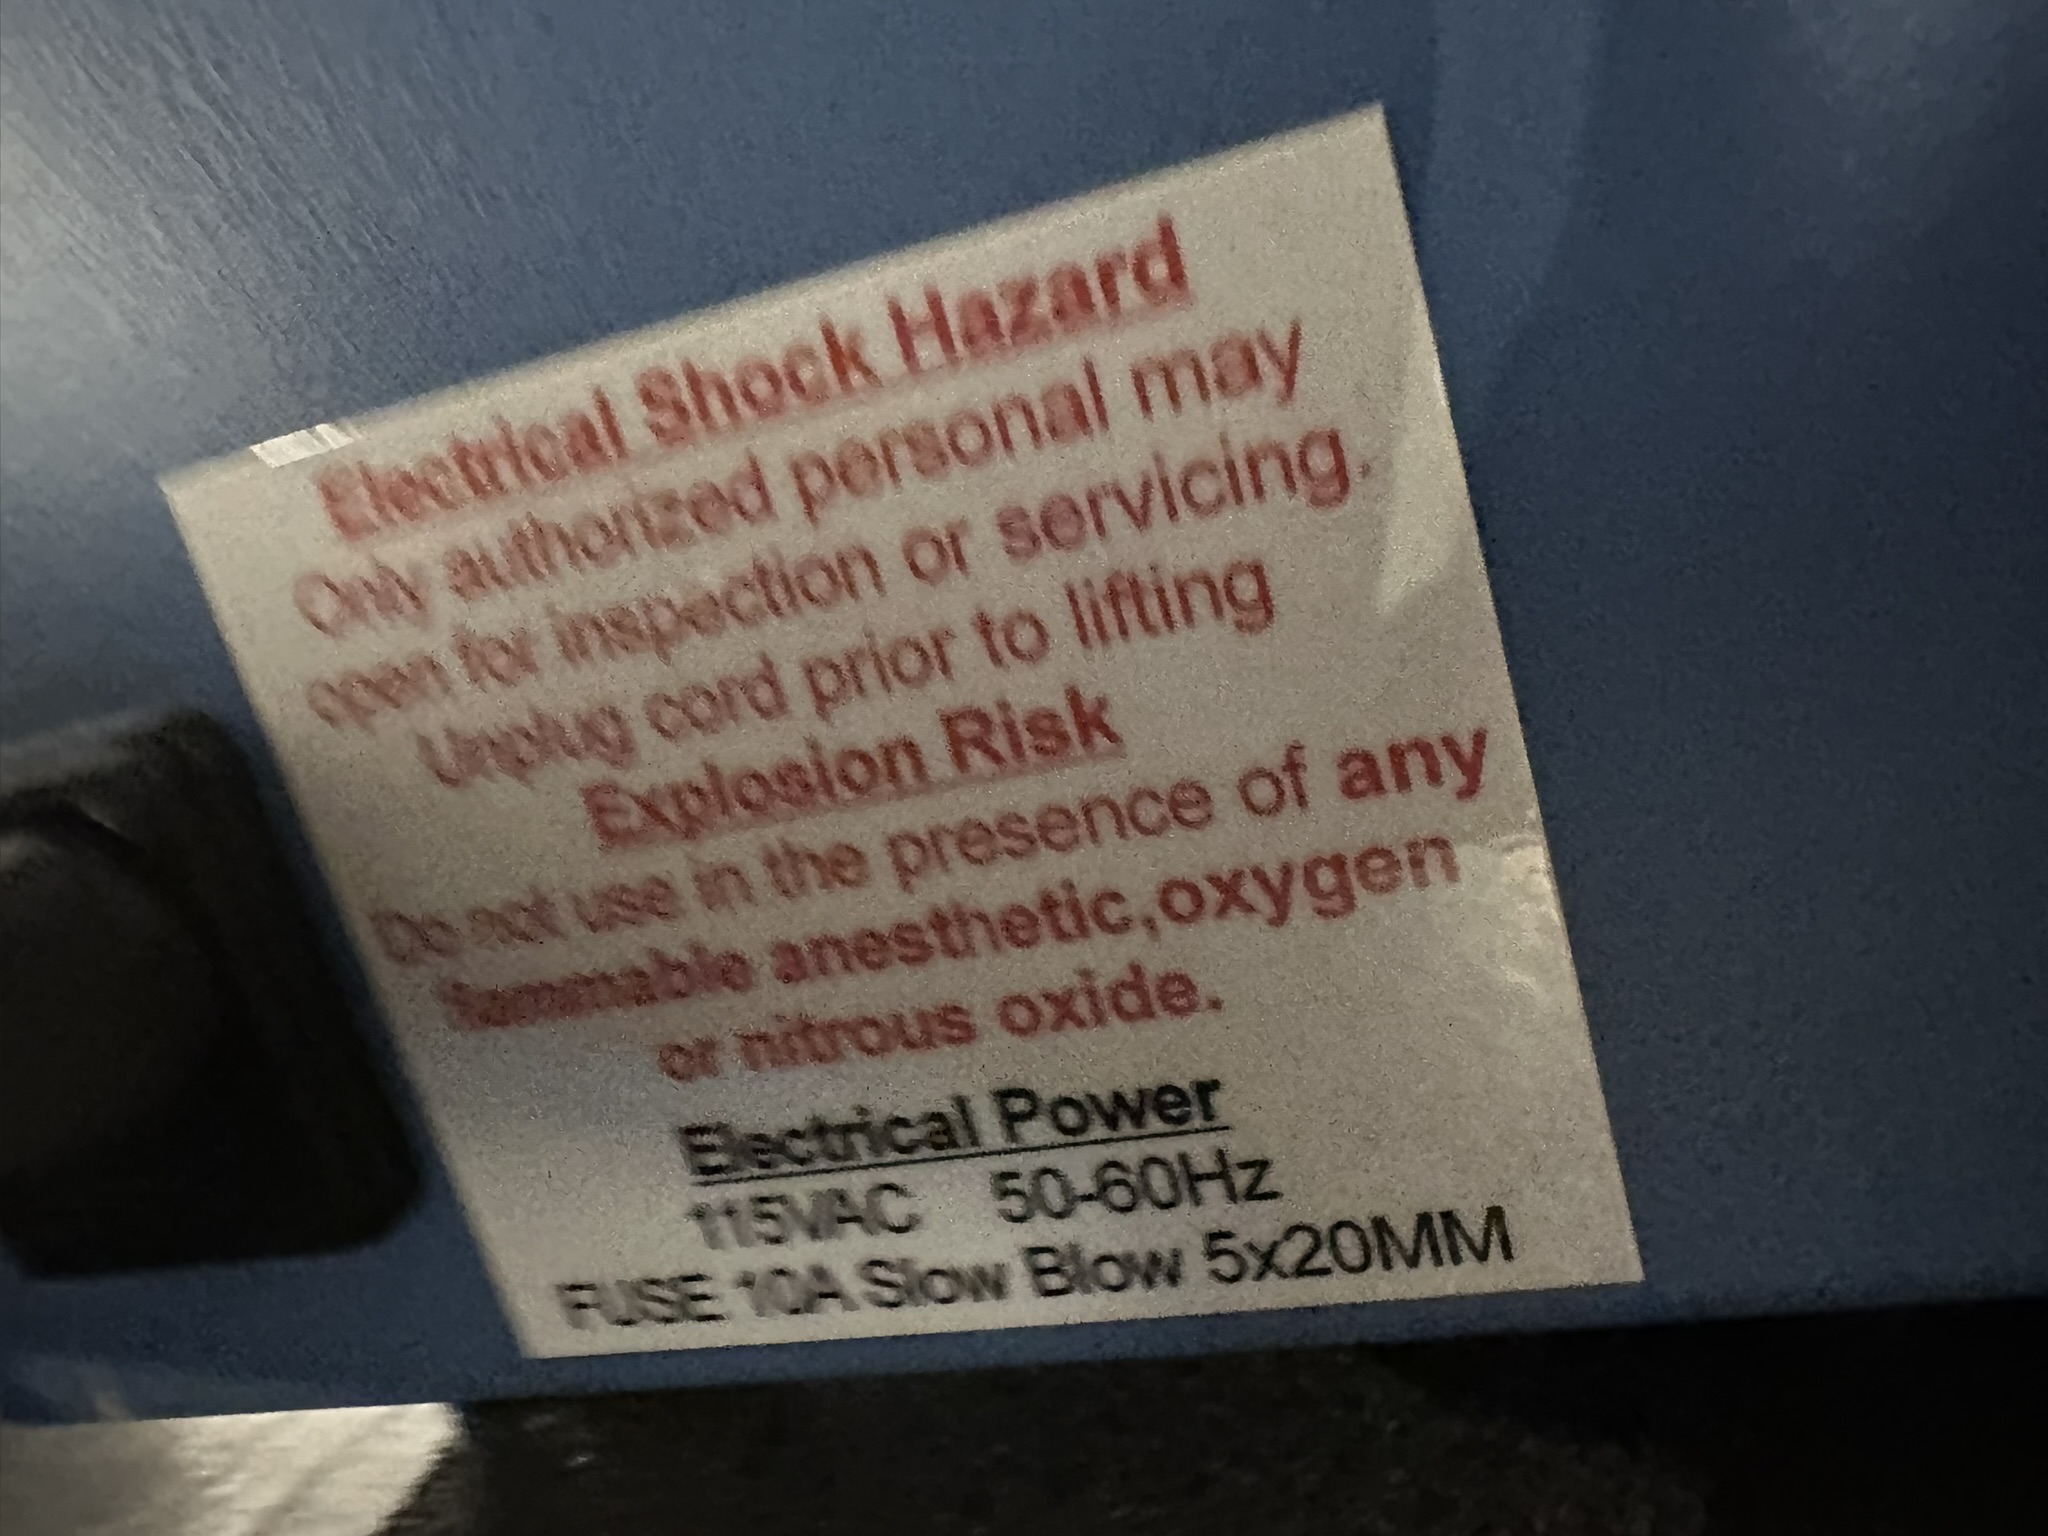 Electrical Shock Hazard
Only authorized personal may
open for inspection or servicing.
Unplug cord prior to lifting
Explosion Risk
Do not use in the presence of any
flammable anesthetic,oxygen
or nitrous oxide.
Electrical Power
115VAC 50-60Hz
FUSE 10A Slow Blow 5x20MM